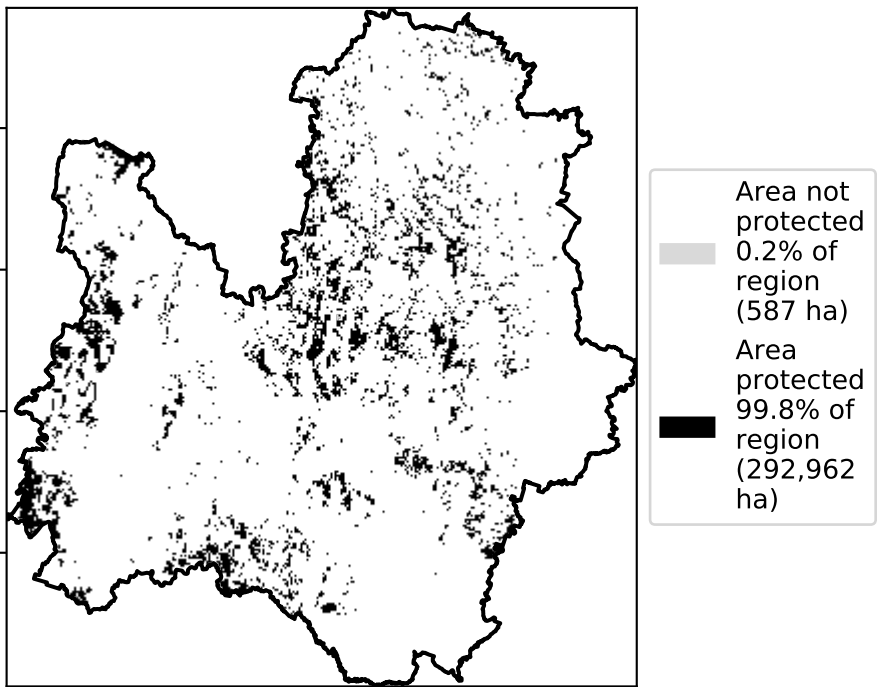 Area not
protected
0.2% of
region
(587 ha)
Area
protected
99.8% of
region
(292,962
ha)